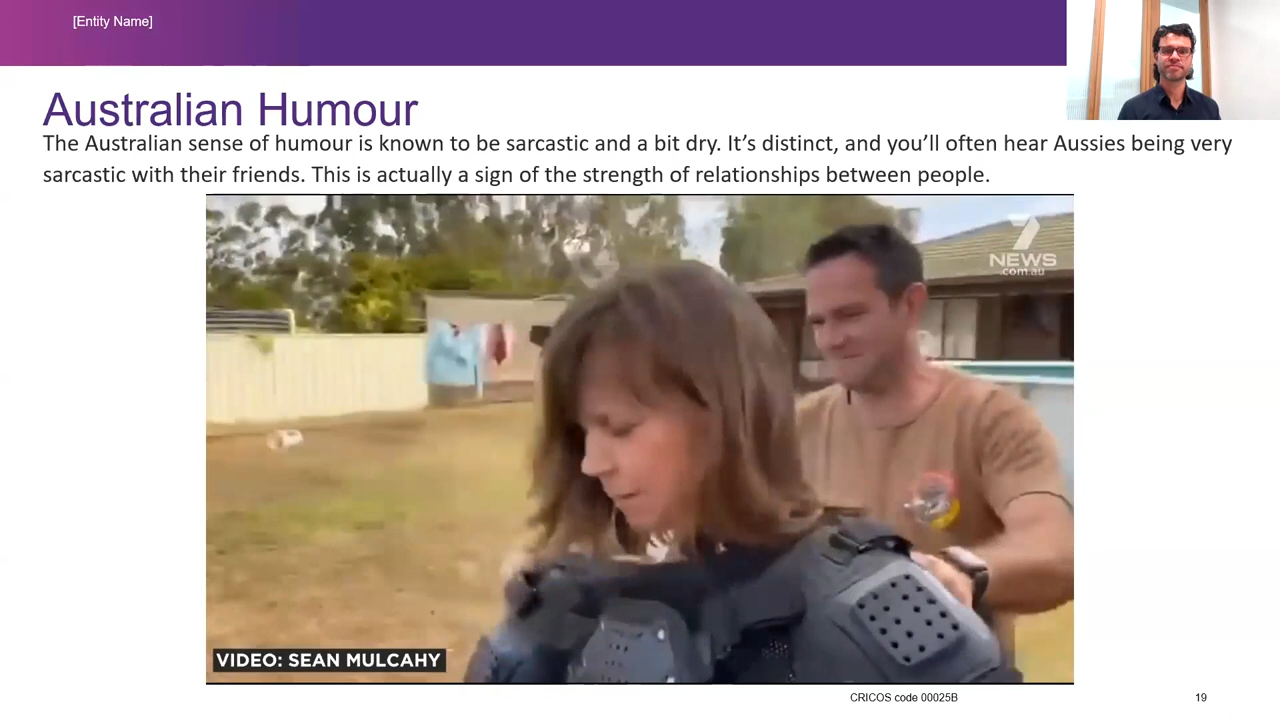 [Entity Name]
Australian Humour
The Australian sense of humour is known to be sarcastic and a bit dry. It’s distinct, and you’ll often hear Aussies being very
sarcastic with their friends. This is actually a sign of the strength of relationships between people.
7
NEWS
.com.au
VIDEO: SEAN MULCAHY
CRICOS code 00025B
19